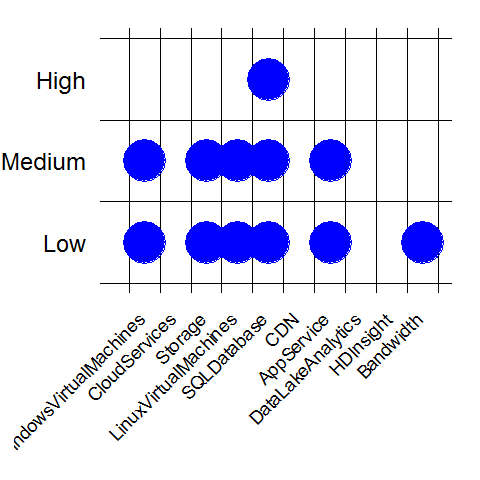 High
Medium
Low
ndowsVirtualMachines
CloudServices
Storage
LinuxVirtualMachines
SQLDatabase
CDN
AppService
DataLakeAnalytics
HDInsight
Bandwidth